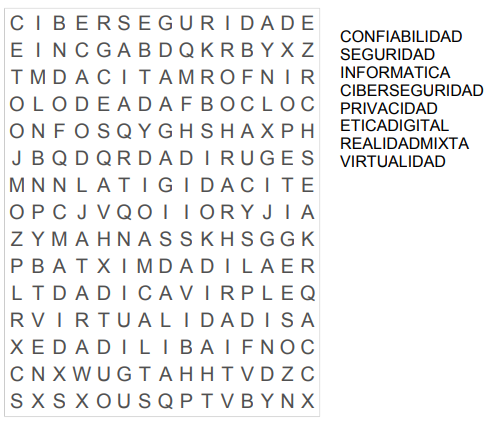 C I B E R S E G U R I D A D E
E I N C G A B D Q K R B Y X Z
T M D A C I T A M R O F N I R
O L O D E A D A F B O C L O C
O N F O S Q Y G H S H A X P H
J B Q D Q R D A D I R U G E S
M N N L A T I G I D A C I T E
O P C J V Q O I I O R Y J I A
Z Y M A H N A S S K H S G G K
P B A T X I M D A D I L A E R
L T D A D I C A V I R P L E Q
R V I R T U A L I D A D I S A
X E D A D I L I B A I F N O C
C N X W U G T A H H T V D Z C
S X S X O U S Q P T V B Y N X
CONFIABILIDAD
SEGURIDAD
INFORMATICA
CIBERSEGURIDAD
PRIVACIDAD
ETICADIGITAL
REALIDADMIXTA
VIRTUALIDAD